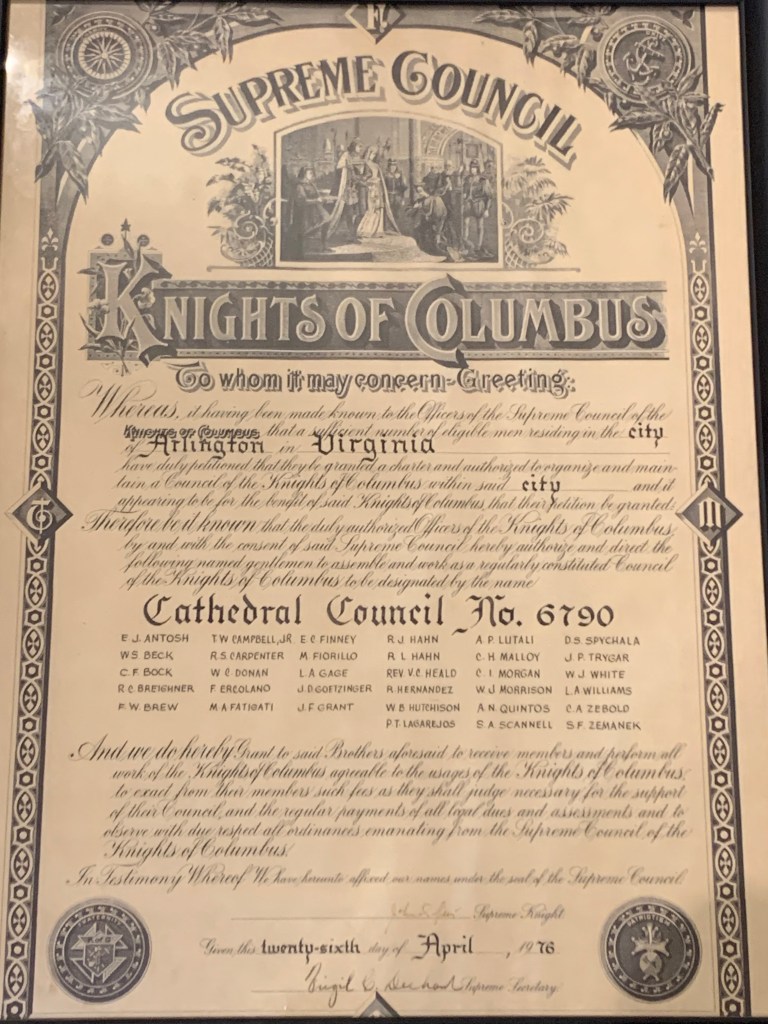 SUPREME COUNCIL
KNIGHTS OF COLUMBUS
To whom it may concern-Greeting:
Whereas, it having been made known to the Officers of the Supreme Council of the
KNIGHTS OF COLUMBUS that a sufficient number of eligible men residing in the city
of Arlington in Virginia
have duly petitioned that they be granted a charter and authorized to organize and main-
tain a Council of the Knights of Columbus within said city and it
appearing to be for the benefit of said Knights of Columbus, that their petition be granted:
Therefore be it known that the duly authorized Officers of the Knights of Columbus,
by and with the consent of said Supreme Council hereby authorize and direct the
following named gentlemen to assemble and work as a regularly constituted Council
of the Knights of Columbus to be designated by the name
Cathedral Council No. 6790
E. J. ANTOSH T. W. CAMPBELL, JR. E. C. FINNEY R. J. HAHN A. P. LUTALI D. S. SPYCHALA
W. S. BECK R. S. CARPENTER M. FIORILLO R. L. HAHN C. H. MALLOY J. P. TRYGAR
C. F. BOCK W. C. DONAN L. A. GAGE REV. V. C. HEALD C. I. MORGAN W. J. WHITE
R. C. BREIGHNER F. ERCOLANO J. D. GOETZINGER R. HERNANDEZ W. J. MORRISON L. A. WILLIAMS
F. W. BREW M. A. FATIGATI J. F. GRANT W. B. HUTCHISON A. N. QUINTOS C. A. ZEBOLD
P. T. LAGAREJOS S. A. SCANNELL S. F. ZEMANEK
And we do hereby Grant to said Brothers aforesaid to receive members and perform all
work of the Knights of Columbus agreeable to the usages of the Knights of Columbus,
to exact from their members such fees as they shall judge necessary for the support
of their Council, and the regular payments of all legal dues and assessments and to
observe with due respect all ordinances emanating from the Supreme Council of the
Knights of Columbus.
In Testimony Whereof We have hereunto affixed our names under the seal of the Supreme Council.
Supreme Knight
Given this twenty-sixth day of April, 1976
Virgil C. Dechant Supreme Secretary
PATRIOTISM